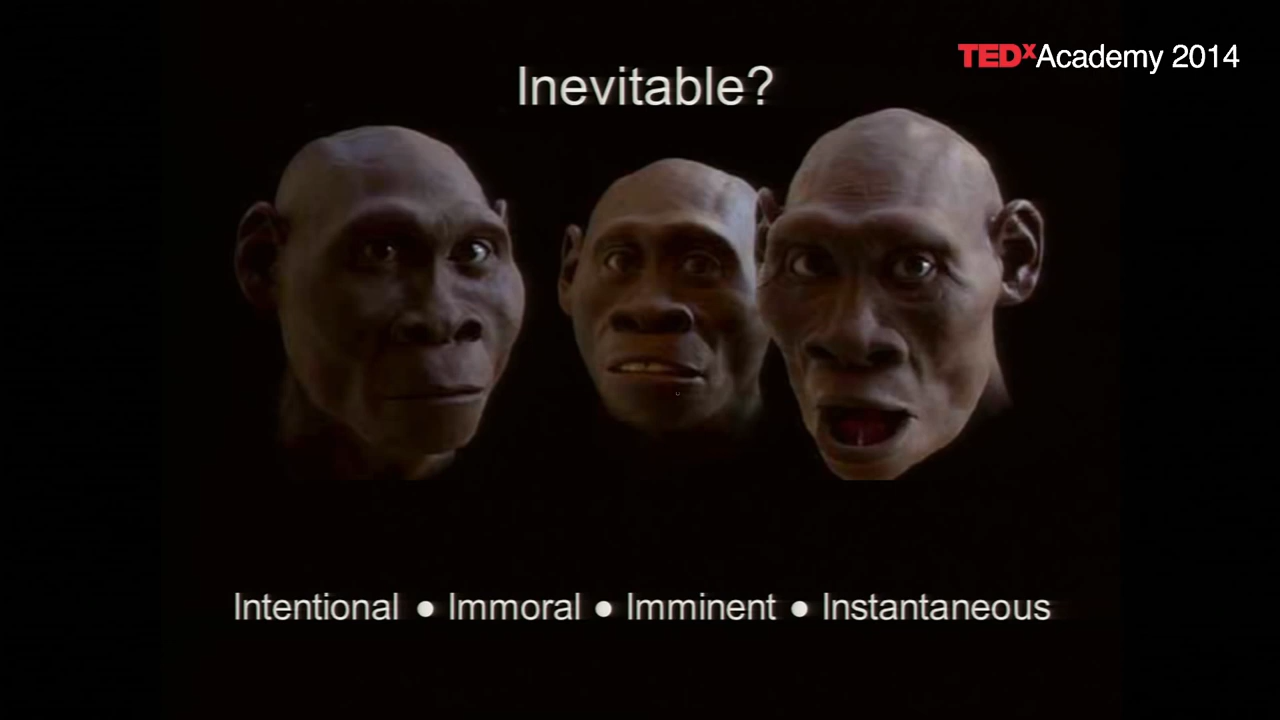 TEDxAcademy 2014
Inevitable?
Intentional ● Immoral ● Imminent ● Instantaneous